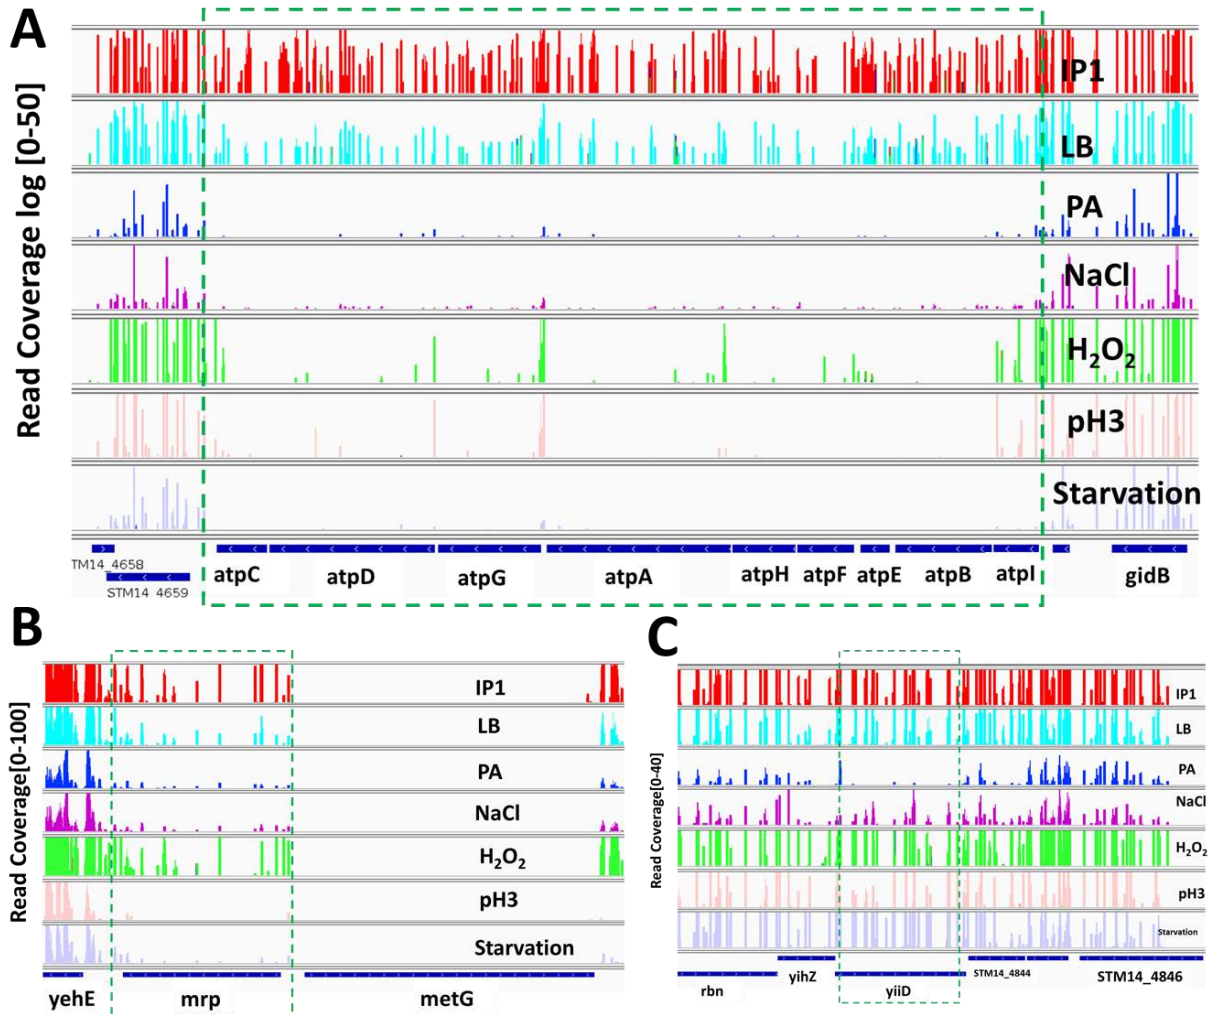 A
Read Coverage log [0-50]
IP1
LB
PA
NaCl
H₂O₂
pH3
Starvation
TM14_4658
STM14_4659
atpC atpD atpG atpA atpH atpF atpE atpB atpI gidB
B
Read Coverage[0-100]
IP1
LB
PA
NaCl
H₂O₂
pH3
Starvation
yehE mrp metG
C
Read Coverage[0-40]
IP1
LB
PA
NaCl
H₂O₂
pH3
Starvation
rbn yihZ yiiD STM14_4844 STM14_4846